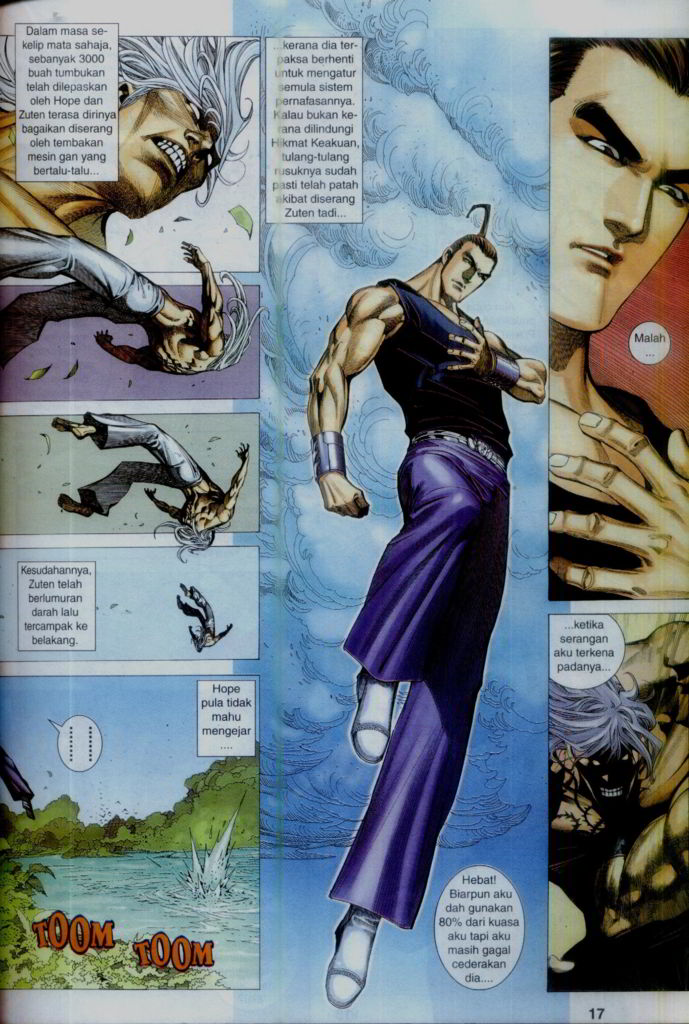 Dalam masa se-
kelip mata sahaja,
sebanyak 3000
buah tumbukan
telah dilepaskan
oleh Hope dan
Zuten terasa dirinya
bagaikan diserang
oleh tembakan
mesin gan yang
bertalu-talu...
Kesudahannya,
Zuten telah
berlumuran
darah lalu
tercampak ke
belakang.
Hope
pula tidak
mahu
mengejar
....
TOOM
TOOM
...kerana dia ter-
paksa berhenti
untuk mengatur
semula sistem
pernafasannya.
Kalau bukan ke-
rana dilindungi
Hikmat Keakuan,
tulang-tulang
rusuknya sudah
pasti telah patah
akibat diserang
Zuten tadi...
Hebat!
Biarpun aku
dah gunakan
80% dari kuasa
aku tapi aku
masih gagal
cederakan
dia....
Malah
...
...ketika
serangan
aku terkena
padanya...
17